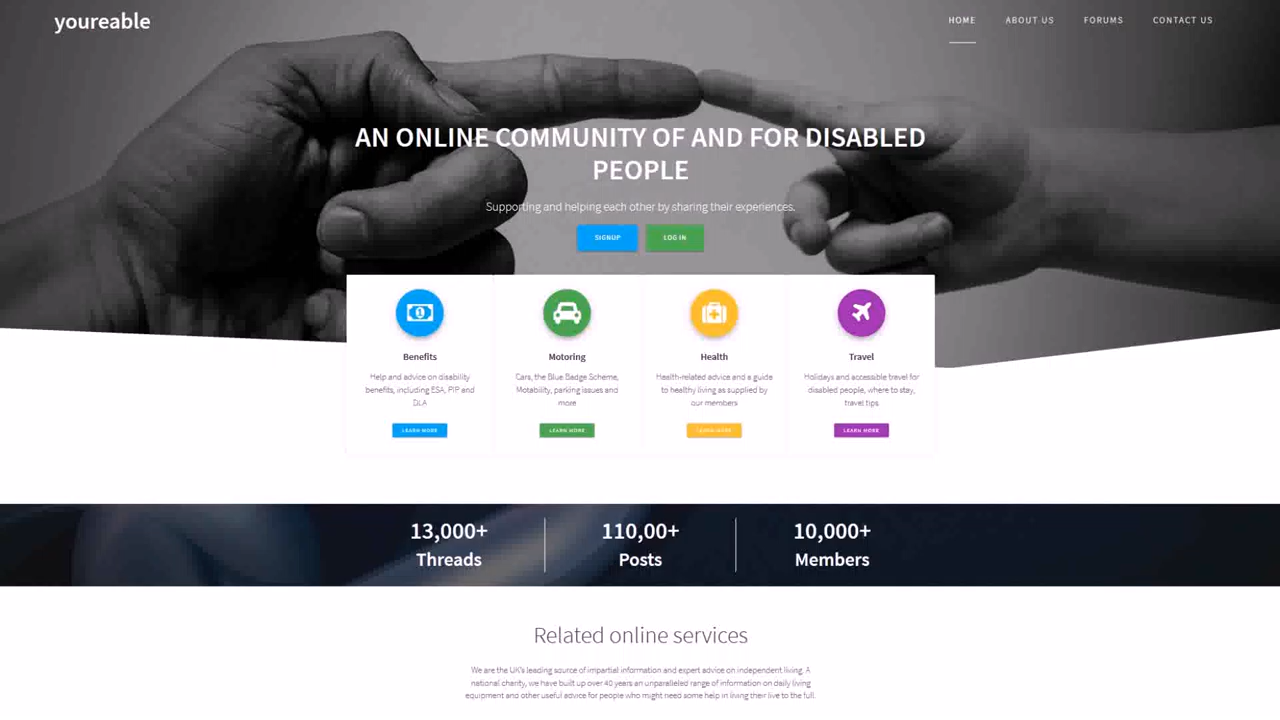 youreable
HOME ABOUT US FORUMS CONTACT US
AN ONLINE COMMUNITY OF AND FOR DISABLED
PEOPLE
Supporting and helping each other by sharing their experiences.
SIGNUP LOG IN
Benefits
Help and advice on disability
benefits, including ESA, PIP and
DLA
LEARN MORE
Motoring
Cars, the Blue Badge Scheme,
Motability, parking issues and
more
LEARN MORE
Health
Health-related advice and a guide
to healthy living as supplied by
our members
LEARN MORE
Travel
Holidays and accessible travel for
disabled people, where to stay,
travel tips
LEARN MORE
13,000+
Threads
110,00+
Posts
10,000+
Members
Related online services
We are the UK's leading source of impartial information and expert advice on independent living. A
national charity, we have built up over 40 years an unparalleled range of information on daily living
equipment and other useful advice for people who might need some help in living their live to the full.